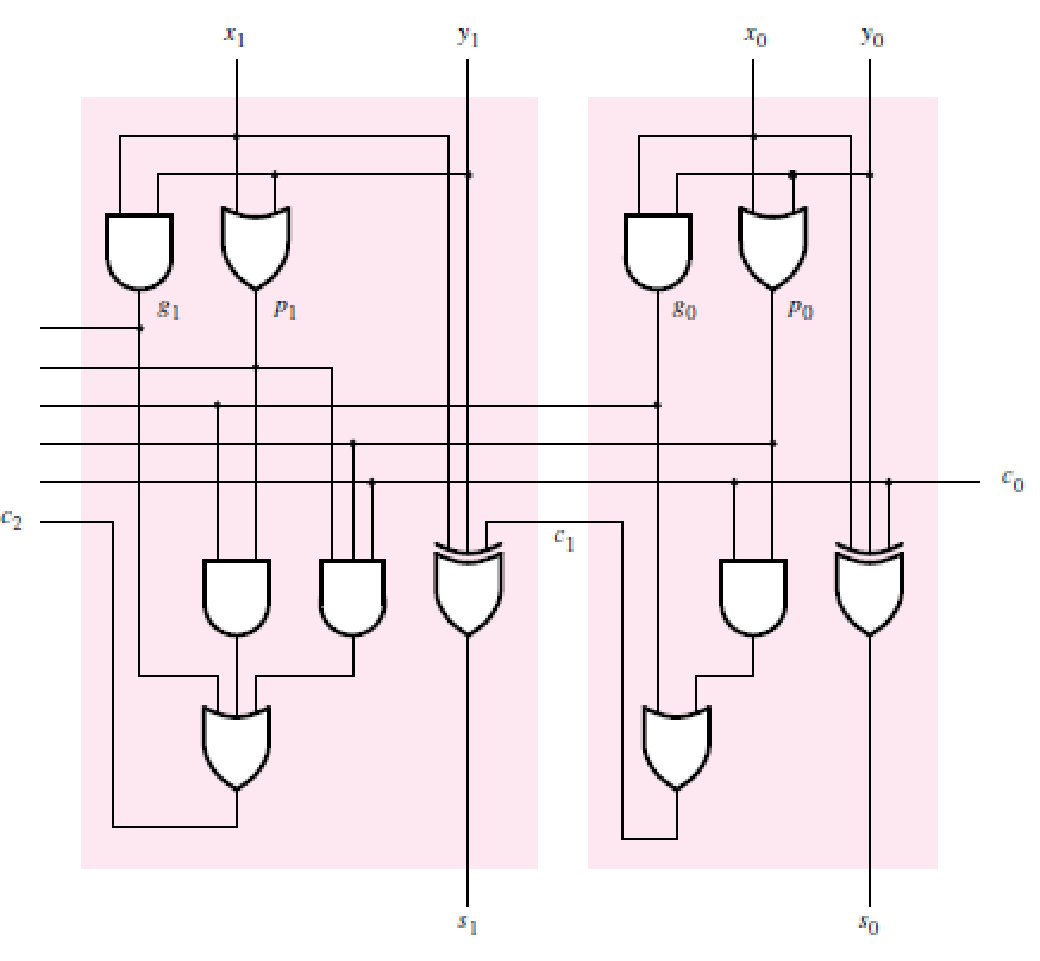 x₁ y₁ x₀ y₀
g₁ p₁ g₀ p₀
c₀
c₂
c₁
s₁ s₀